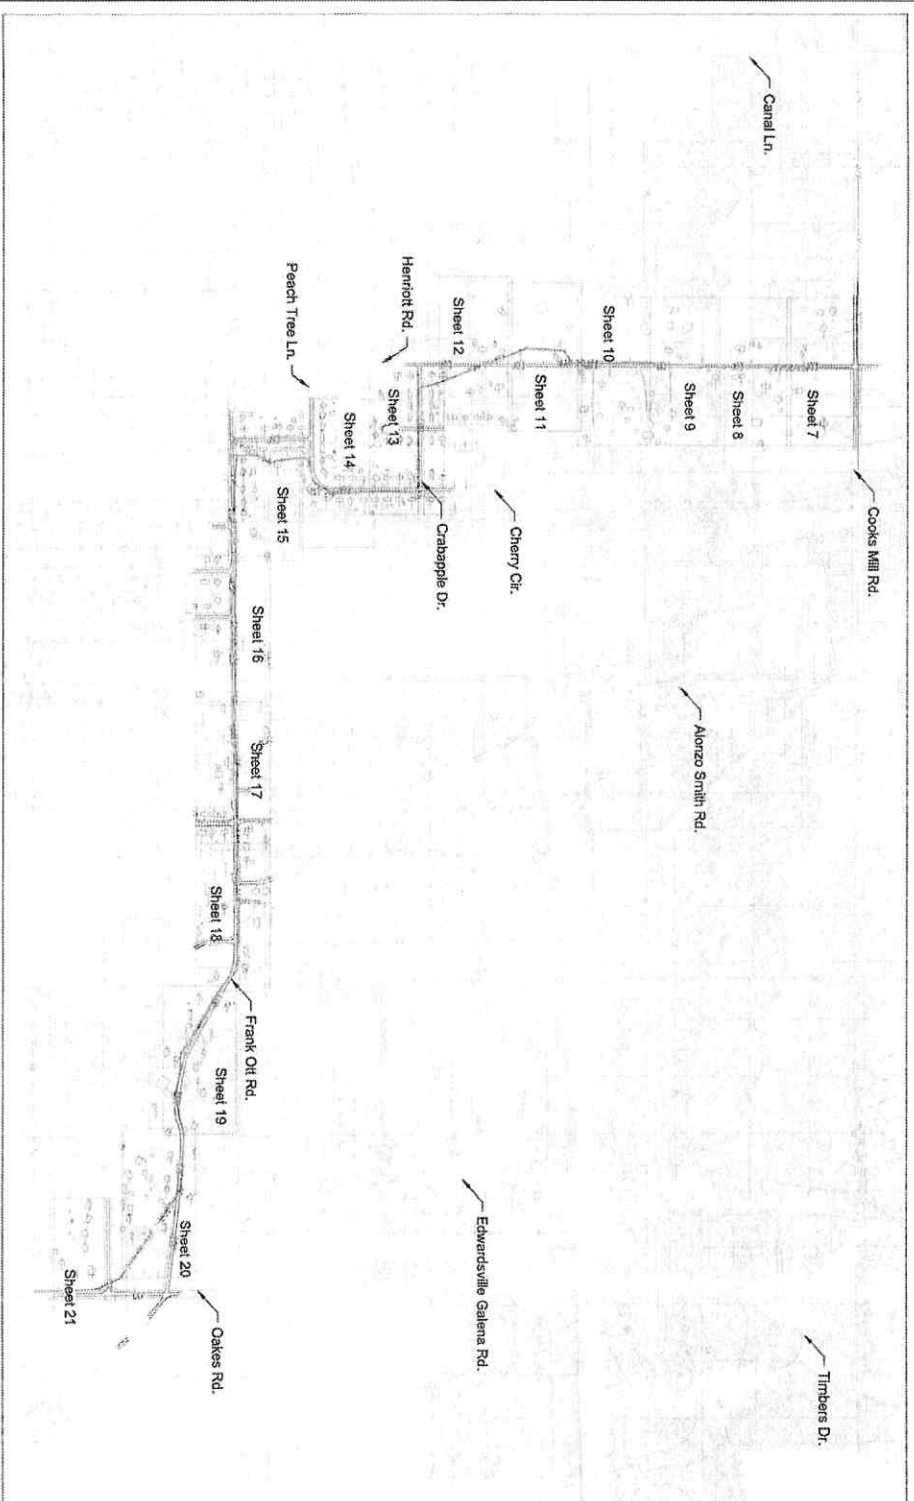 Canal Ln.
Cooks Mill Rd.
Sheet 7
Sheet 8
Sheet 9
Sheet 10
Sheet 11
Sheet 12
Henriott Rd.
Peach Tree Ln.
Sheet 13
Sheet 14
Sheet 15
Crabapple Dr.
Cherry Cir.
Alonzo Smith Rd.
Sheet 16
Sheet 17
Sheet 18
Frank Ott Rd.
Sheet 19
Sheet 20
Sheet 21
Oakes Rd.
Edwardsville Galena Rd.
Timbers Dr.